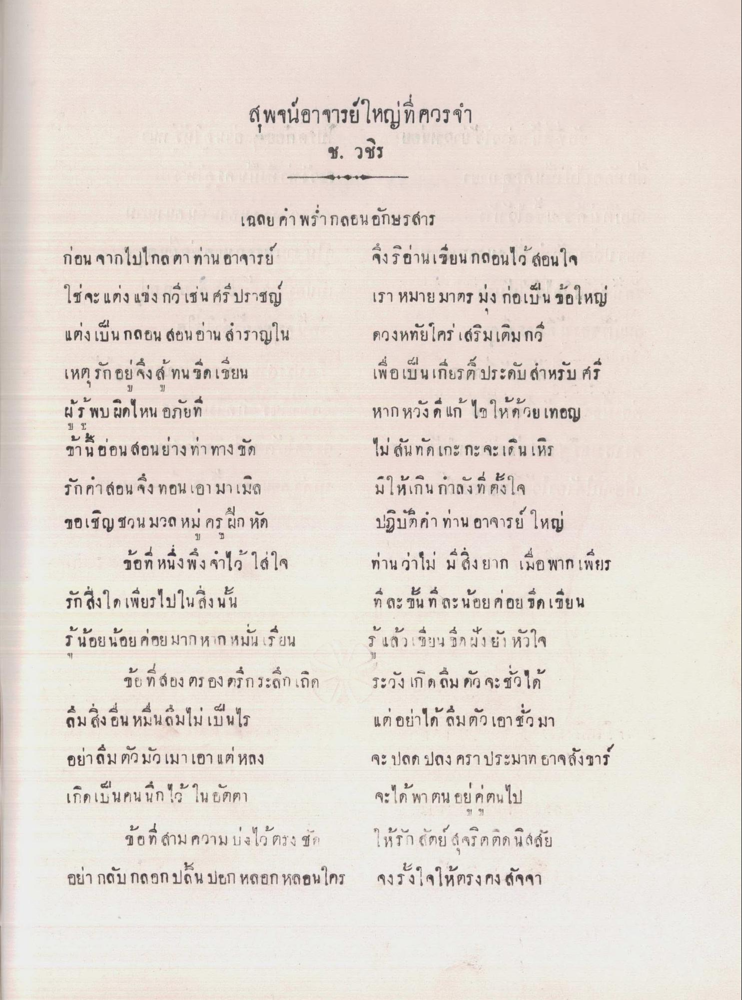 สุพจน์อาจารย์ใหญ่ที่ควรจำ
ช. วชิร
เฉลยคำพร่ำกลอนอักษรสาร
ก่อนจากไปไกลตาท่านอาจารย์ จึงริอ่านเขียนกลอนไว้สอนใจ
ใช่จะแต่งแข่งกวีเช่นศรีปราชญ์ เราหมายมาตรมุ่งก่อเป็นข้อใหญ่
แต่งเป็นกลอนสอนอ่านสำราญใน ดวงหทัยใคร่เสริมเติมกวี
เหตุรักอยู่จึงสู้ทนขีดเขียน เพื่อเป็นเกียรติ์ประดับสำหรับศรี
ผู้รู้พบผิดไหนอภัยที หากหวังดีแก้ไขให้ด้วยเทอญ
ข้านี้อ่อนสอนย่างท่าทางขัด ไม่สันทัดเกะกะจะเดินเหิร
รักคำสอนจึงทอนเอามาเมิล มิให้เกินกำลังที่ตั้งใจ
ขอเชิญชวนมวลหมู่ครูฝึกหัด ปฏิบัติคำท่านอาจารย์ใหญ่
ข้อที่หนึ่งพึงจำไว้ใส่ใจ ท่านว่าไม่มีสิ่งยากเมื่อพากเพียร
รักสิ่งใดเพียรไปในสิ่งนั้น ทีละขั้นทีละน้อยค่อยขีดเขียน
รู้น้อยน้อยค่อยมากหากหมั่นเรียน รู้แล้วเขียนขีดฝังยังหัวใจ
ข้อที่สองตรองตรึกระลึกเถิด ระวังเกิดลืมตัวจะชั่วได้
ลืมสิ่งอื่นหมื่นลืมไม่เป็นไร แต่อย่าได้ลืมตัวเอาชั่วมา
อย่าลืมตัวมัวเมาเอาแต่หลง จะปลดปลงคราประมาทอาจสังขาร์
เกิดเป็นคนนึกไว้ในอัตตา จะได้พาตนอยู่คู่ตนไป
ข้อที่สามความบ่งไว้ตรงชัด ให้รักสัตย์สุจริตติดนิสสัย
อย่ากลับกลอกปลิ้นปอกหลอกหลอนใคร จงรั้งใจให้ตรงคงสัจจา